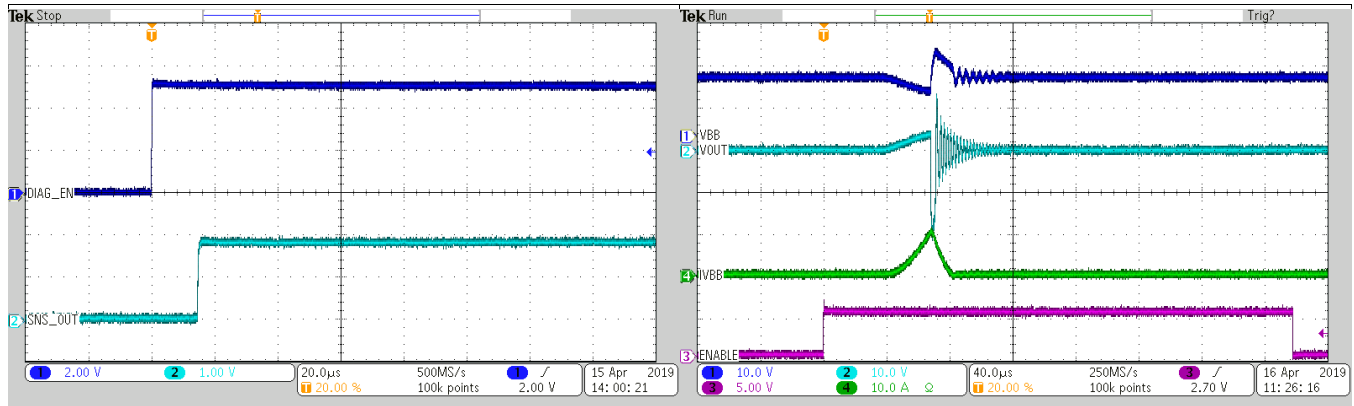 Tek Stop
T
T
1 DIAG_EN
2 SNS_OUT
1 2.00 V
2 1.00 V
20.0μs
T 20.00 %
500MS/s
100k points
1
2.00 V
15 Apr 2019
14:00:21
Tek Run
Trig?
T
T
1 VBB
2 VOUT
4 IVBB
3 ENABLE
1 10.0 V
2 10.0 V
3 5.00 V
4 10.0 A Ω
40.0μs
T 20.00 %
250MS/s
100k points
3
2.70 V
16 Apr 2019
11:26:16